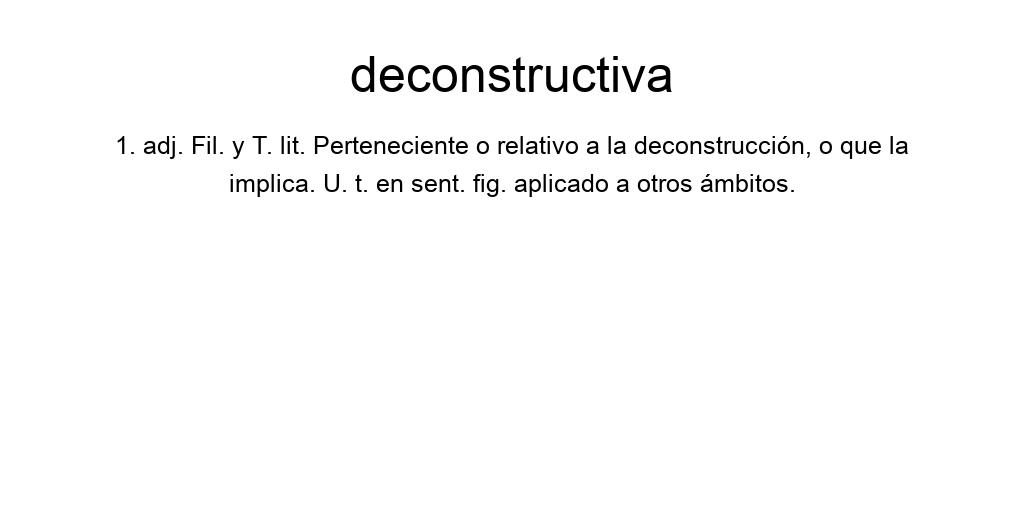 deconstructiva
1. adj. Fil. y T. lit. Perteneciente o relativo a la deconstrucción, o que la
implica. U. t. en sent. fig. aplicado a otros ámbitos.